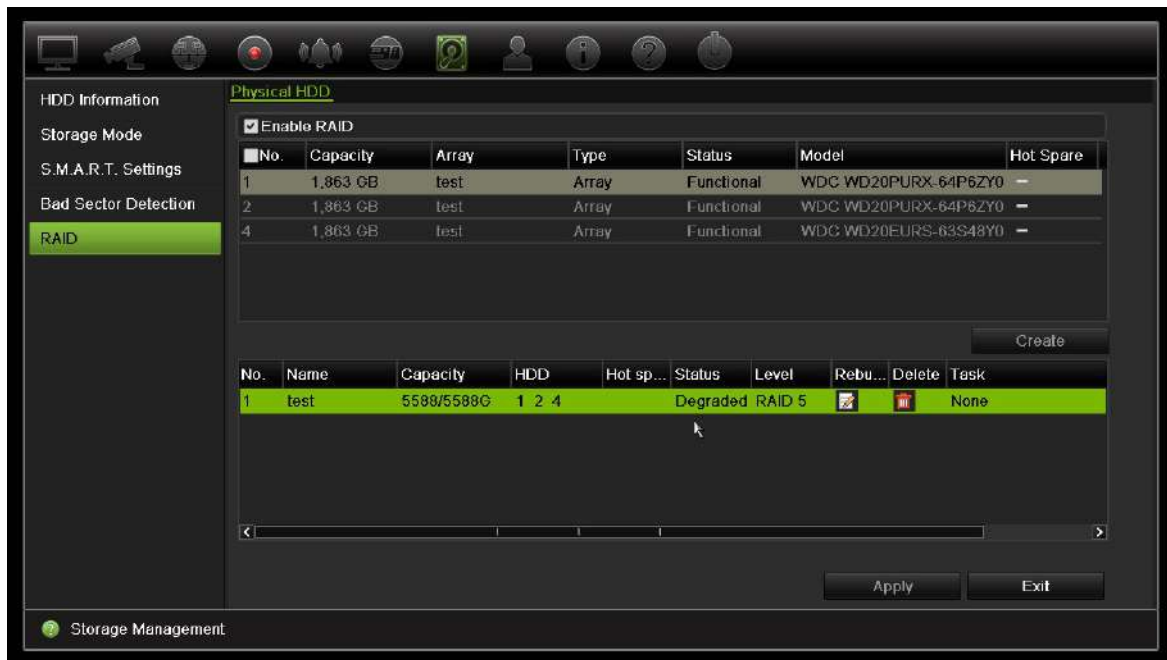 Physical HDD
HDD Information
Storage Mode
S.M.A.R.T. Settings
Bad Sector Detection
RAID
Enable RAID
No. Capacity Array Type Status Model Hot Spare
1 1,863 GB test Array Functional WDC WD20PURX-64P6ZY0 –
2 1,863 GB test Array Functional WDC WD20PURX-64P6ZY0 –
4 1,863 GB test Array Functional WDC WD20EURS-63S48Y0 –
Create
No. Name Capacity HDD Hot sp... Status Level Rebu... Delete Task
1 test 5588/5588G 1 2 4 Degraded RAID 5 None
Apply Exit
Storage Management